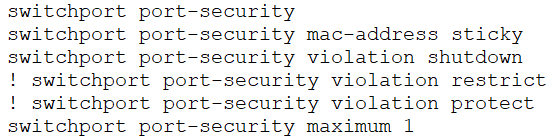 switchport port-security
switchport port-security mac-address sticky
switchport port-security violation shutdown
! switchport port-security violation restrict
! switchport port-security violation protect
switchport port-security maximum 1